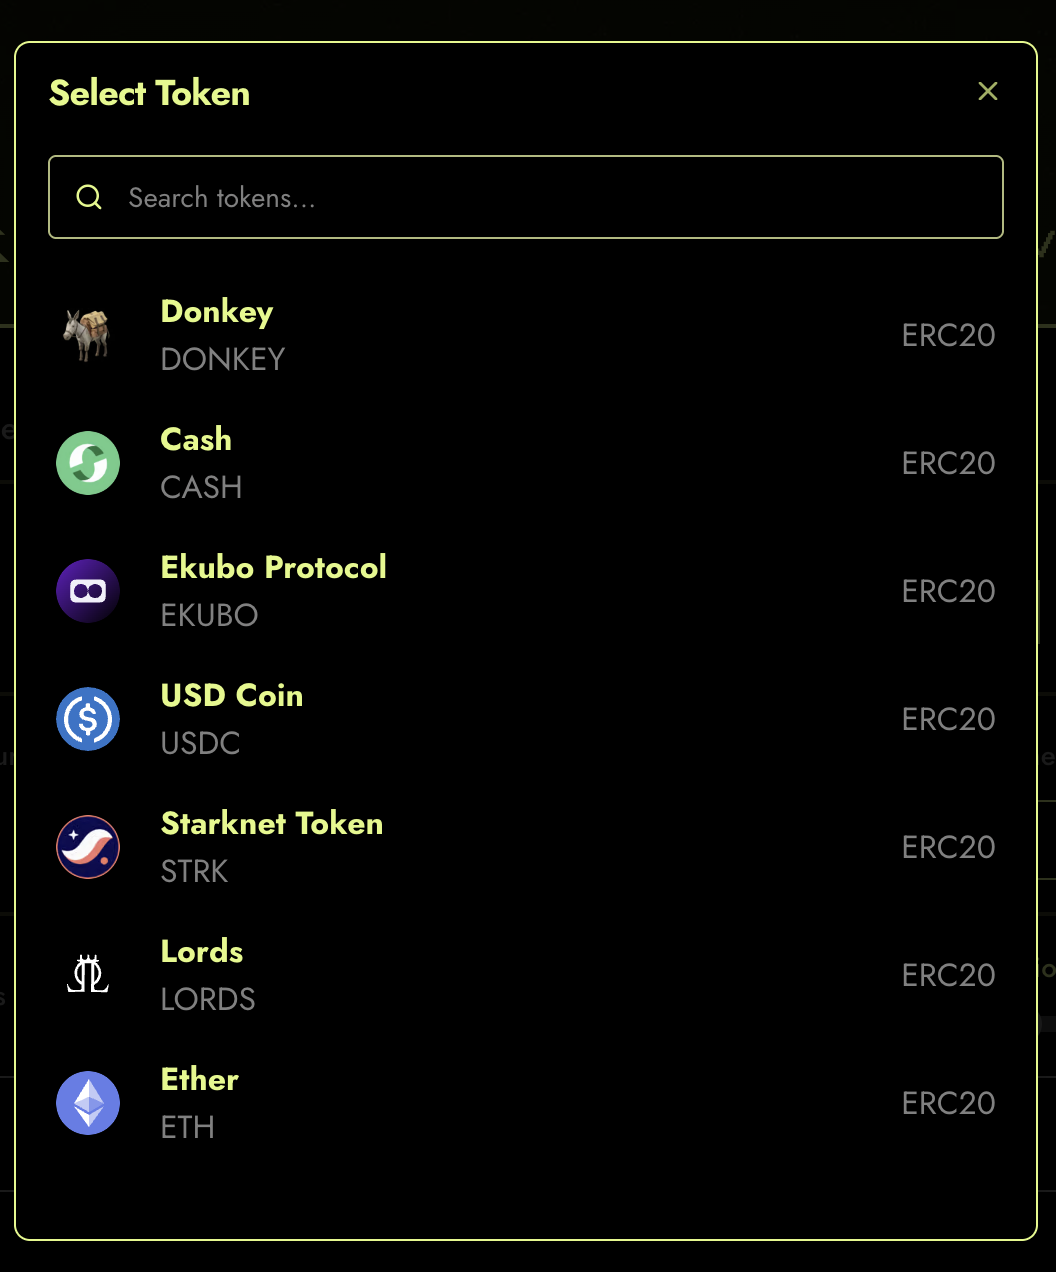 Select Token
Search tokens...
Donkey
DONKEY
ERC20
Cash
CASH
ERC20
Ekubo Protocol
EKUBO
ERC20
USD Coin
USDC
ERC20
Starknet Token
STRK
ERC20
Lords
LORDS
ERC20
Ether
ETH
ERC20